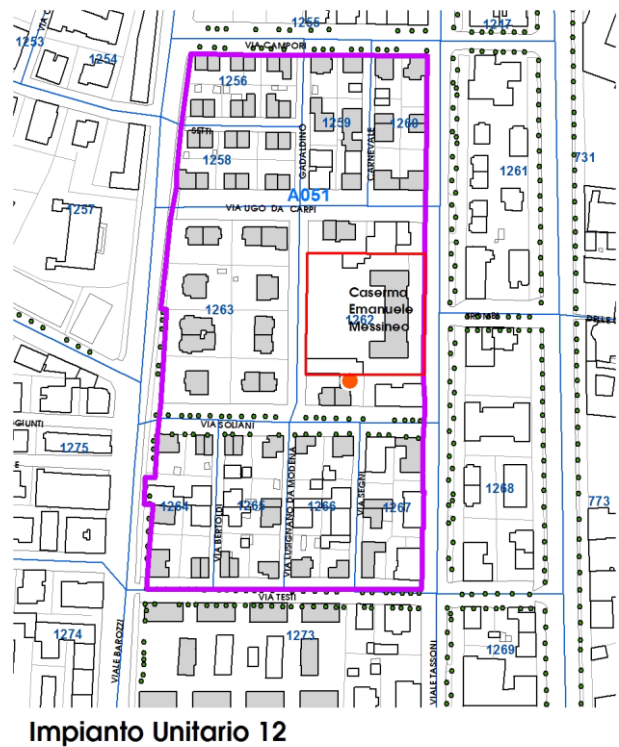 1255
1247
VIA CAMPORI
1253
1254
1256
1259
1260
SETTI
GADALDINO
CARNEVALE
1258
1261
731
A051
1257
VIA UGO DA CARPI
1263
Caserma
Emanuele
1262
Messineo
VIA SOLIANI
GIUNTI
1275
1264
1265
1266
1267
1268
773
VIA BERTOLDI
VIA LUSIGNANO DA MODENA
VIA SEGNI
VIA TESTI
1274
1273
1269
VIALE BAROZZI
VIALE TASSONI
Impianto Unitario 12